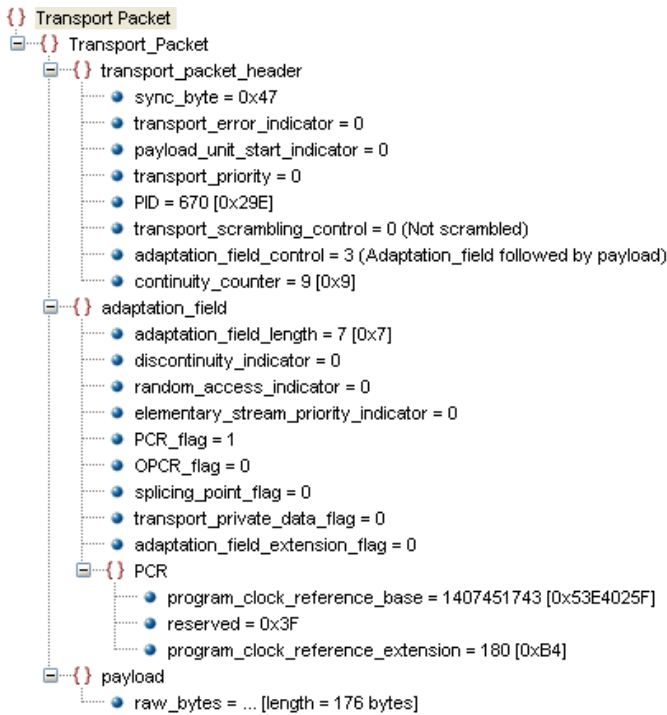 {} Transport Packet
{} Transport_Packet
{} transport_packet_header
sync_byte = 0x47
transport_error_indicator = 0
payload_unit_start_indicator = 0
transport_priority = 0
PID = 670 [0x29E]
transport_scrambling_control = 0 (Not scrambled)
adaptation_field_control = 3 (Adaptation_field followed by payload)
continuity_counter = 9 [0x9]
{} adaptation_field
adaptation_field_length = 7 [0x7]
discontinuity_indicator = 0
random_access_indicator = 0
elementary_stream_priority_indicator = 0
PCR_flag = 1
OPCR_flag = 0
splicing_point_flag = 0
transport_private_data_flag = 0
adaptation_field_extension_flag = 0
{} PCR
program_clock_reference_base = 1407451743 [0x53E4025F]
reserved = 0x3F
program_clock_reference_extension = 180 [0xB4]
{} payload
raw_bytes = ... [length = 176 bytes]